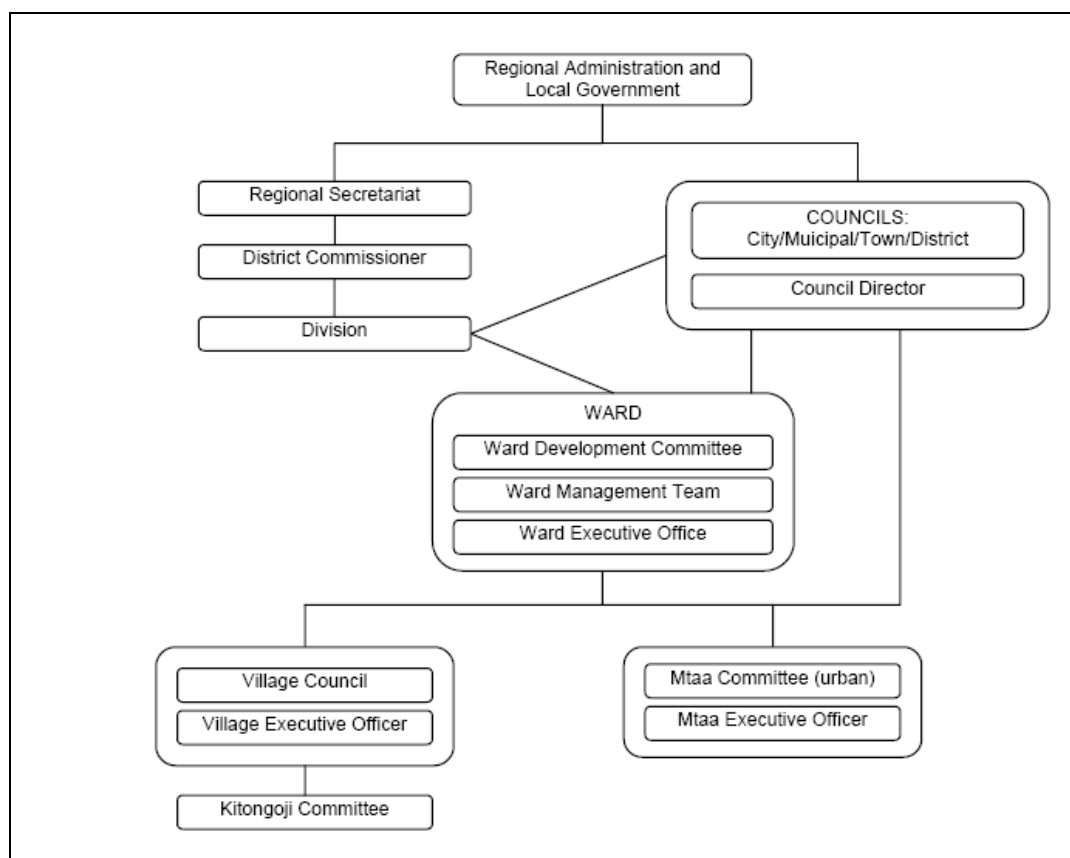 Regional Administration and
Local Government
Regional Secretariat
COUNCILS:
City/Muicipal/Town/District
District Commissioner
Council Director
Division
WARD
Ward Development Committee
Ward Management Team
Ward Executive Office
Village Council
Mtaa Committee (urban)
Village Executive Officer
Mtaa Executive Officer
Kitongoji Committee